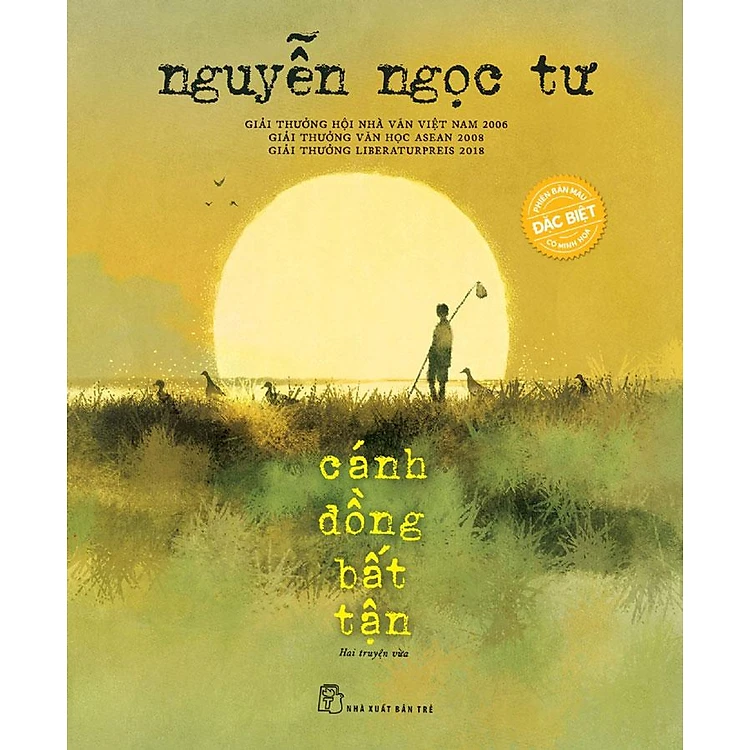 nguyễn ngọc tư
GIẢI THƯỞNG HỘI NHÀ VĂN VIỆT NAM 2006
GIẢI THƯỞNG VĂN HỌC ASEAN 2008
GIẢI THƯỞNG LIBERATURPREIS 2018
PHIÊN BẢN MÀU
ĐẶC BIỆT
CÓ MINH HỌA
cánh
đồng
bất
tận
Hai truyện vừa
NHÀ XUẤT BẢN TRẺ